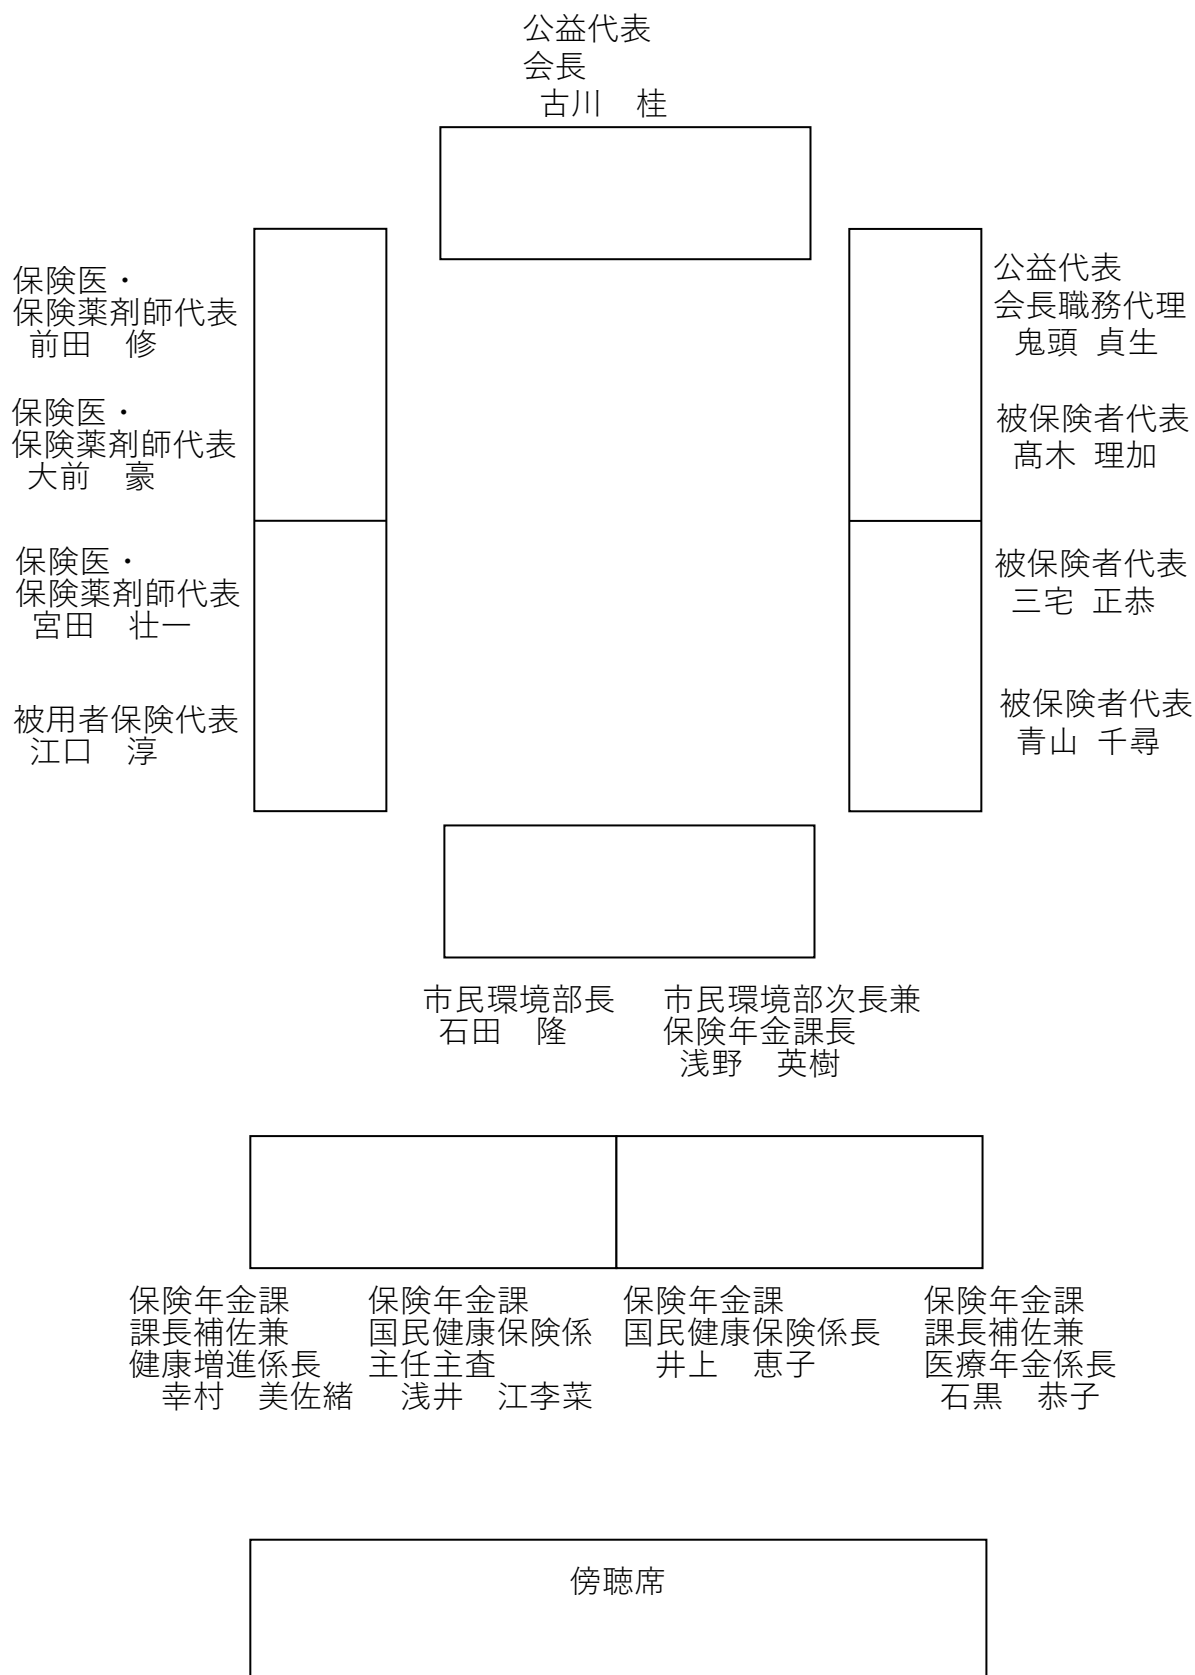 公益代表
会長
古川　桂
保険医・
保険薬剤師代表
前田　修
保険医・
保険薬剤師代表
大前　豪
保険医・
保険薬剤師代表
宮田　壮一
被用者保険代表
江口　淳
公益代表
会長職務代理
鬼頭 貞生
被保険者代表
髙木 理加
被保険者代表
三宅 正恭
被保険者代表
青山 千尋
市民環境部長
石田　隆
市民環境部次長兼
保険年金課長
浅野　英樹
保険年金課
課長補佐兼
健康増進係長
幸村　美佐緒
保険年金課
国民健康保険係
主任主査
浅井　江李菜
保険年金課
国民健康保険係長
井上　恵子
保険年金課
課長補佐兼
医療年金係長
石黒　恭子
傍聴席